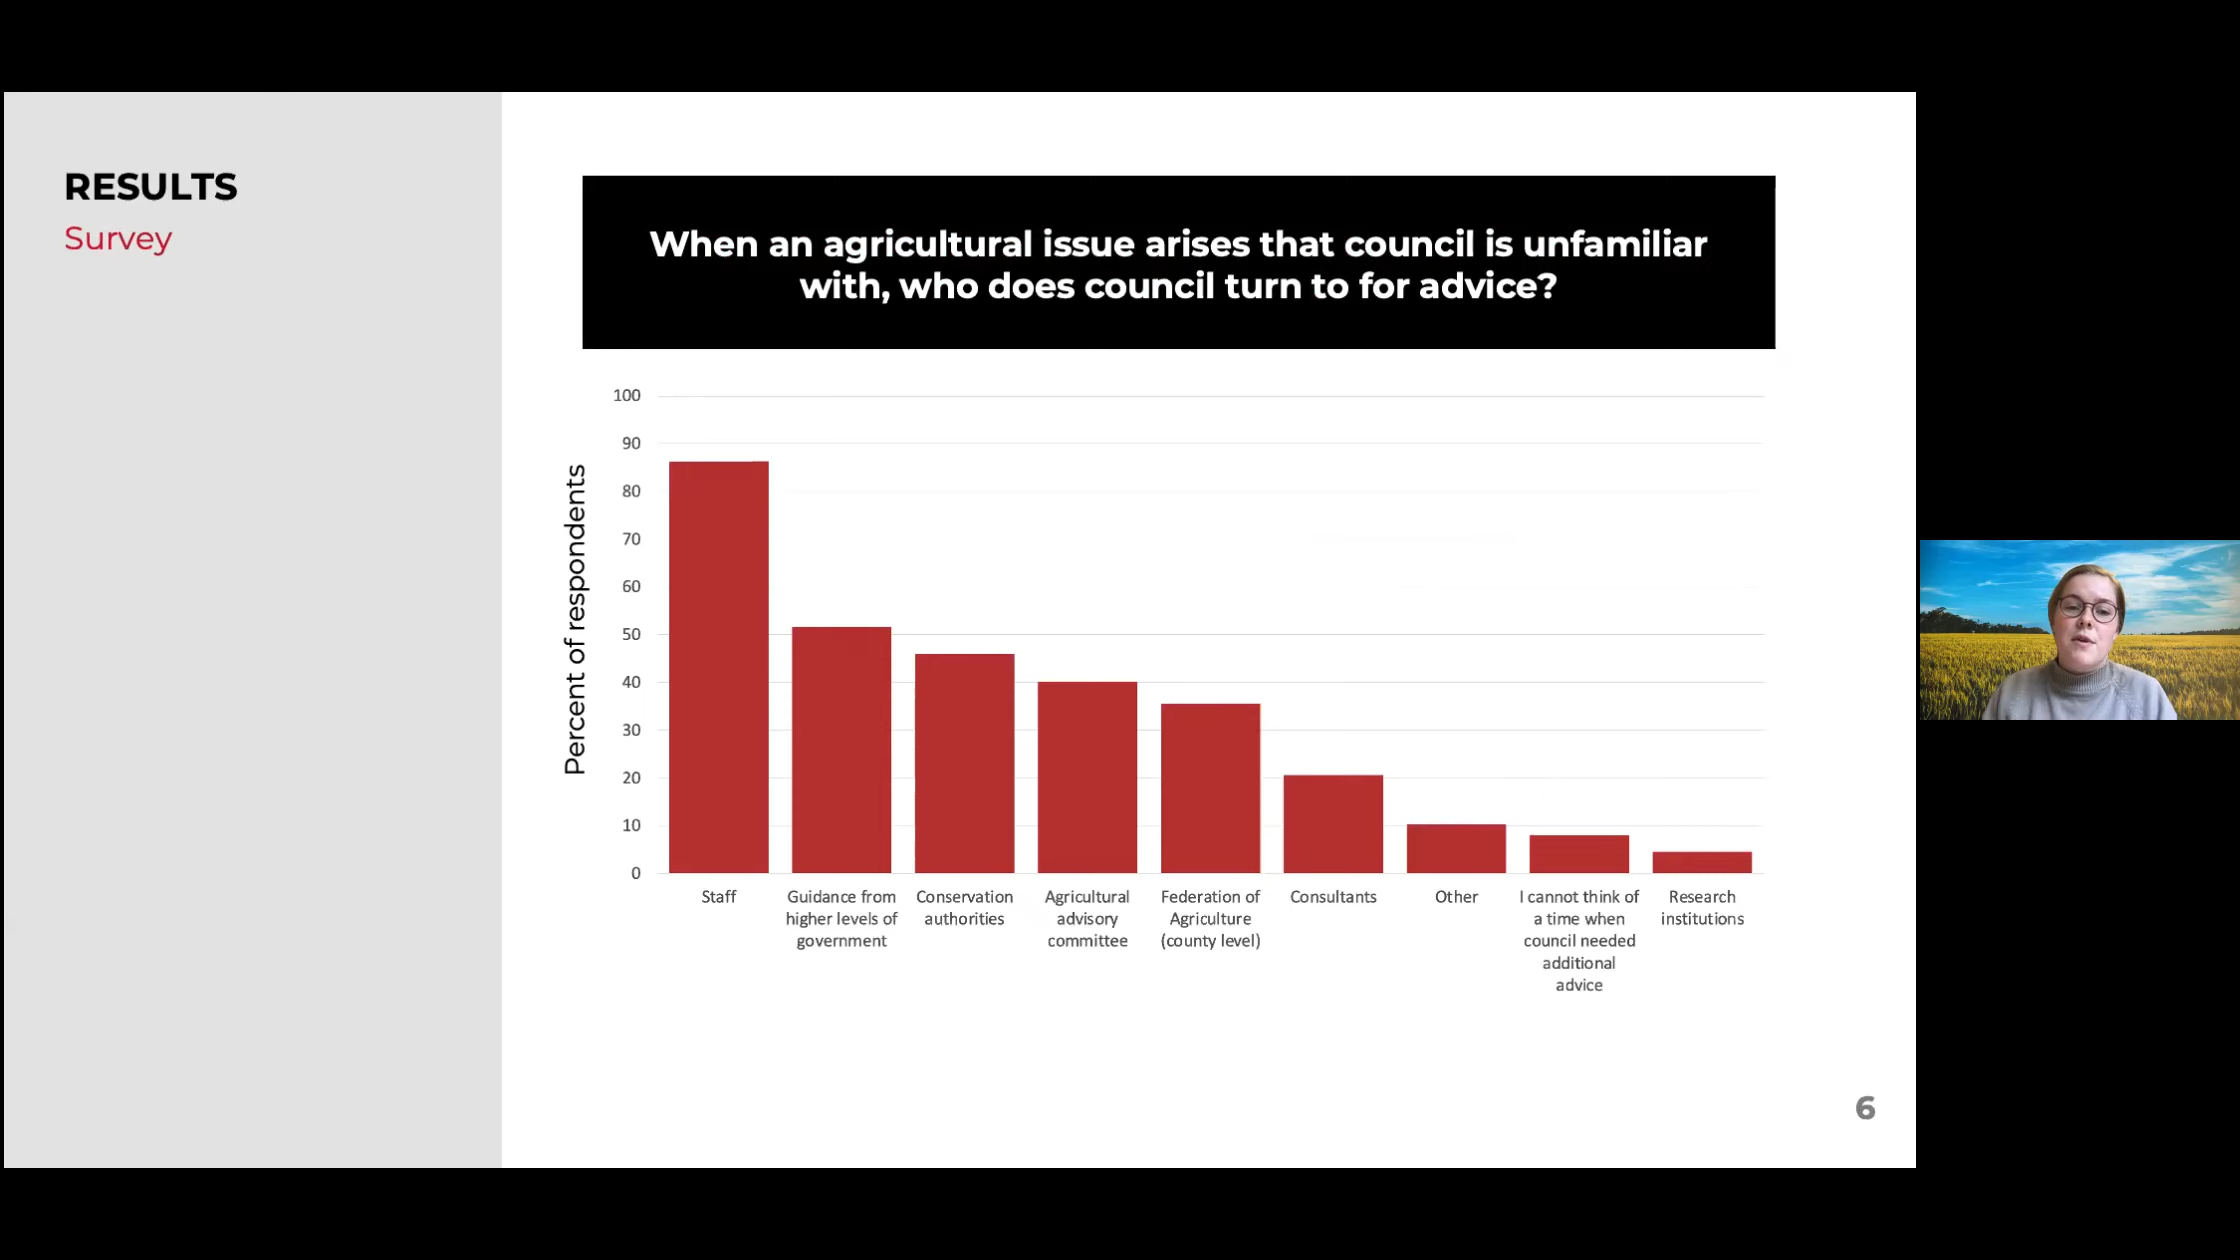 RESULTS
Survey
When an agricultural issue arises that council is unfamiliar
with, who does council turn to for advice?
Percent of respondents
100
90
80
70
60
50
40
30
20
10
0
Staff
Guidance from
higher levels of
government
Conservation
authorities
Agricultural
advisory
committee
Federation of
Agriculture
(county level)
Consultants
Other
I cannot think of
a time when
council needed
additional
advice
Research
institutions
6